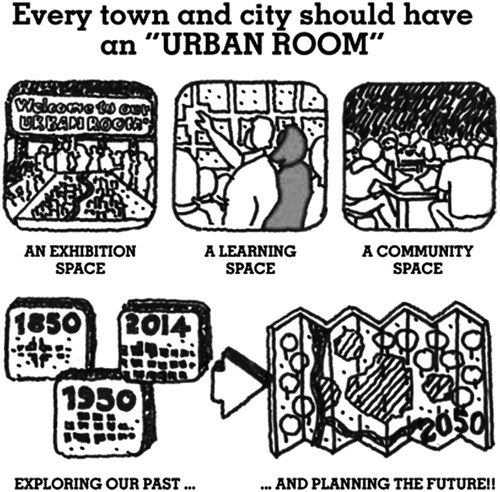 Every town and city should have
an "URBAN ROOM"
Welcome to our
URBAN ROOM
AN EXHIBITION
SPACE
A LEARNING
SPACE
A COMMUNITY
SPACE
1850
2014
1950
2050
EXPLORING OUR PAST ...
... AND PLANNING THE FUTURE!!